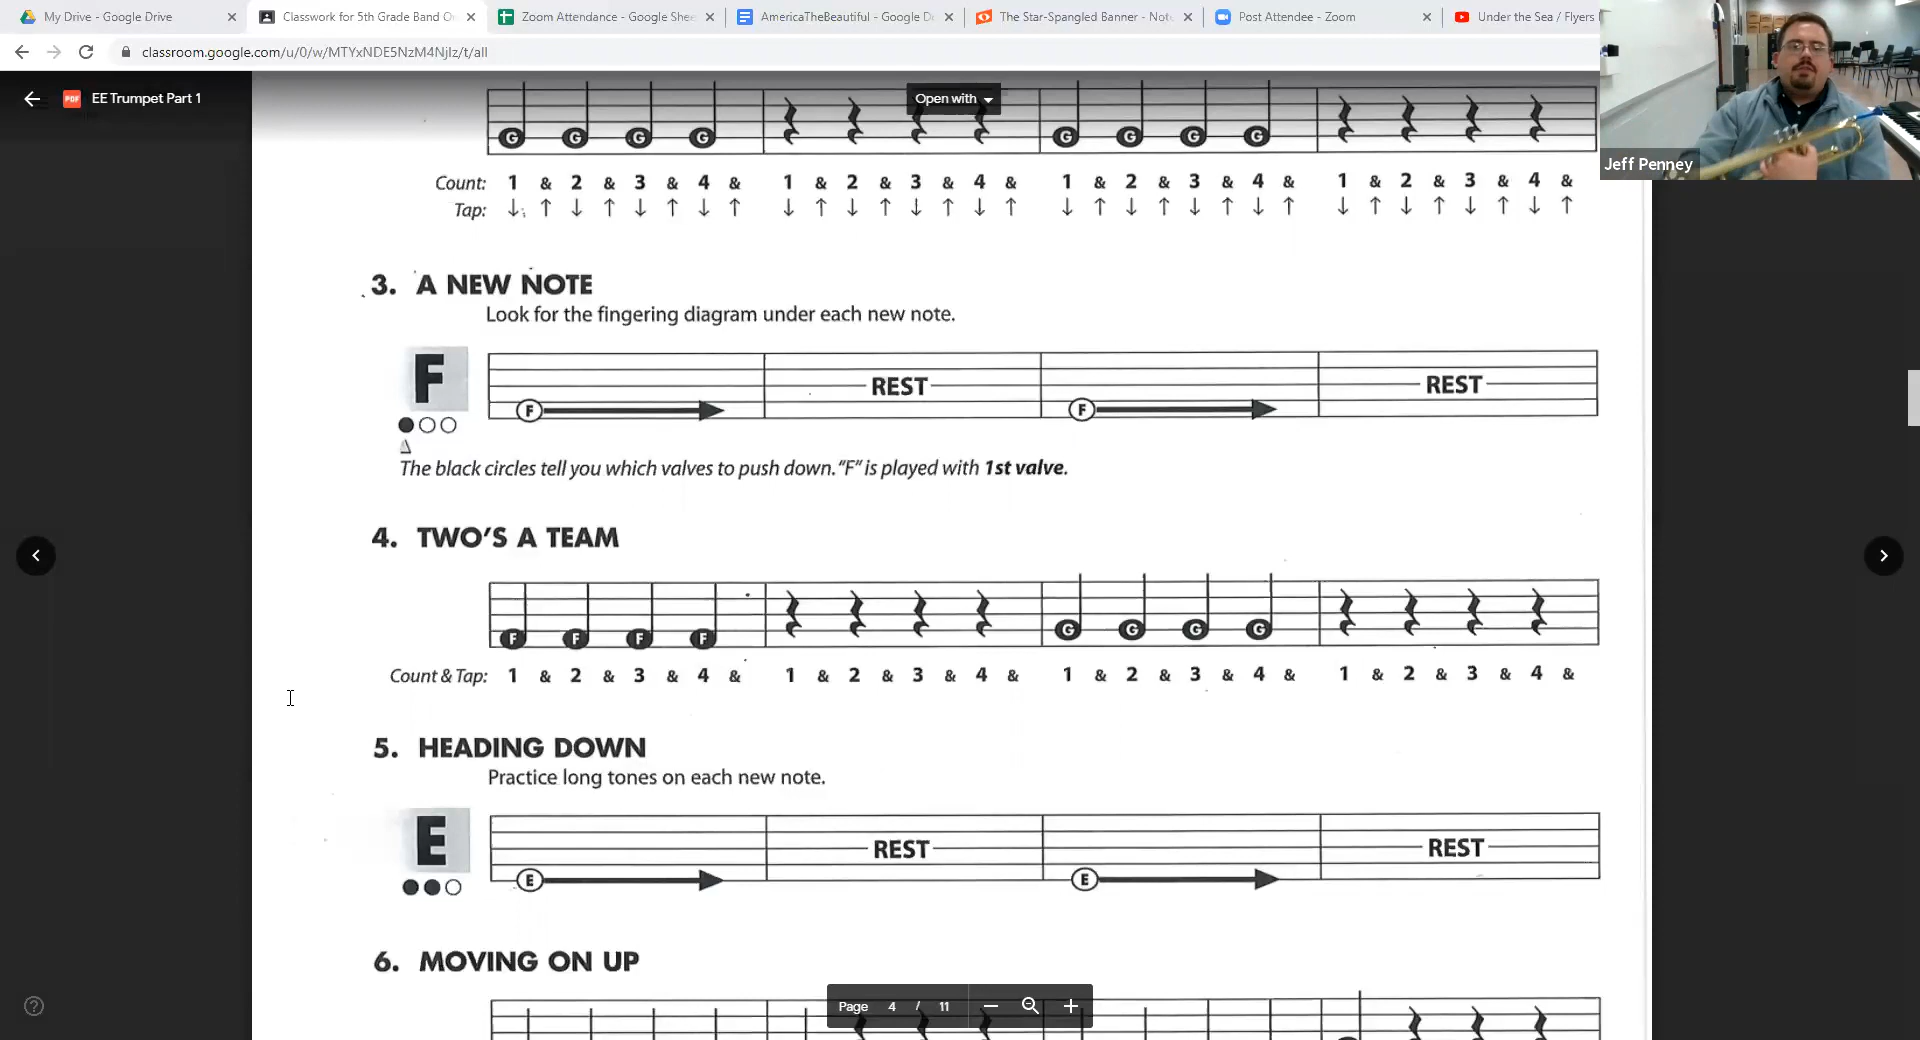 My Drive - Google Drive
Classwork for 5th Grade Band O
Zoom Attendance - Google Shee
AmericaTheBeautiful - Google D
The Star-Spangled Banner - Not
Post Attendee - Zoom
Under the Sea / Flyers
classroom.google.com/u/0/w/MTYxNDE5NzM4NjIz/t/all
PDF EE Trumpet Part 1
Open with
Jeff Penney
G G G G G G G G
Count: 1 & 2 & 3 & 4 & 1 & 2 & 3 & 4 & 1 & 2 & 3 & 4 & 1 & 2 & 3 & 4 &
Tap: ↓ ↑ ↓ ↑ ↓ ↑ ↓ ↑ ↓ ↑ ↓ ↑ ↓ ↑ ↓ ↑ ↓ ↑ ↓ ↑ ↓ ↑ ↓ ↑ ↓ ↑ ↓ ↑ ↓ ↑ ↓ ↑
3. A NEW NOTE
Look for the fingering diagram under each new note.
F
F REST F REST
The black circles tell you which valves to push down. "F" is played with 1st valve.
4. TWO'S A TEAM
F F F F G G G G
Count & Tap: 1 & 2 & 3 & 4 & 1 & 2 & 3 & 4 & 1 & 2 & 3 & 4 & 1 & 2 & 3 & 4 &
5. HEADING DOWN
Practice long tones on each new note.
E
E REST E REST
6. MOVING ON UP
Page 4 / 11